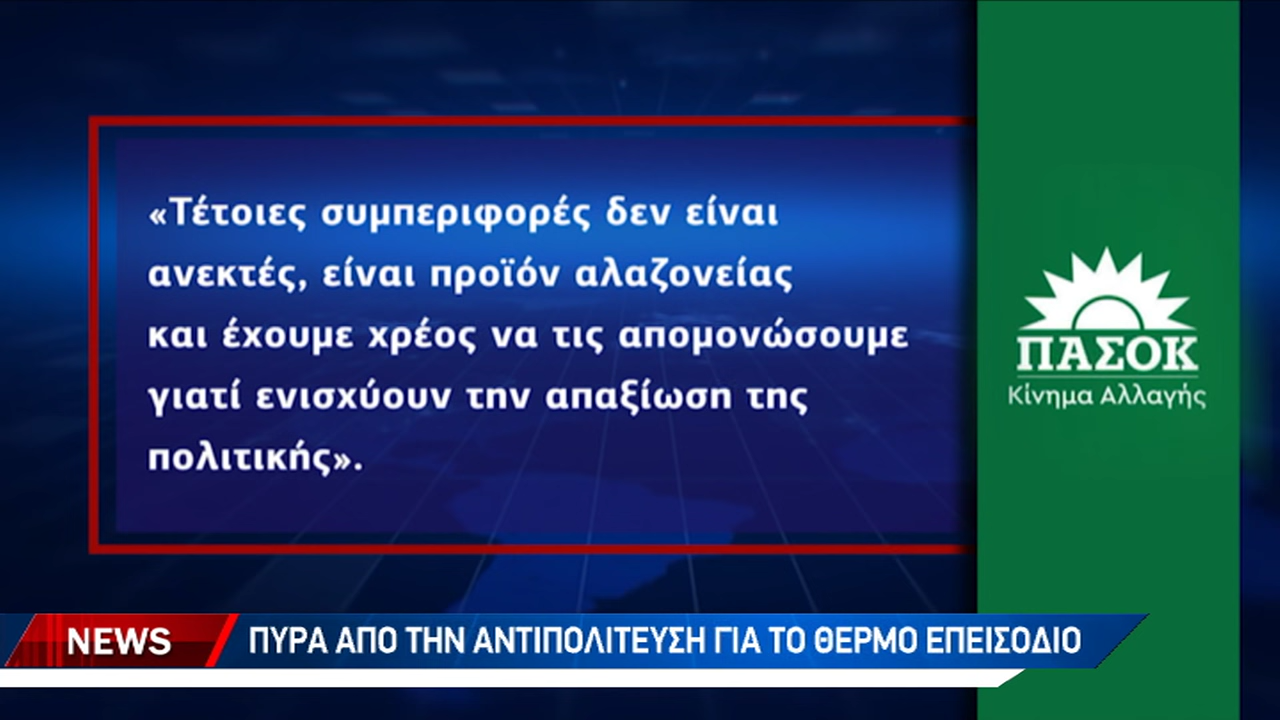 «Τέτοιες συμπεριφορές δεν είναι
ανεκτές, είναι προϊόν αλαζονείας
και έχουμε χρέος να τις απομονώσουμε
γιατί ενισχύουν την απαξίωση της
πολιτικής».
ΠΑΣΟΚ
Κίνημα Αλλαγής
NEWS
ΠΥΡΑ ΑΠΟ ΤΗΝ ΑΝΤΙΠΟΛΙΤΕΥΣΗ ΓΙΑ ΤΟ ΘΕΡΜΟ ΕΠΕΙΣΟΔΙΟ